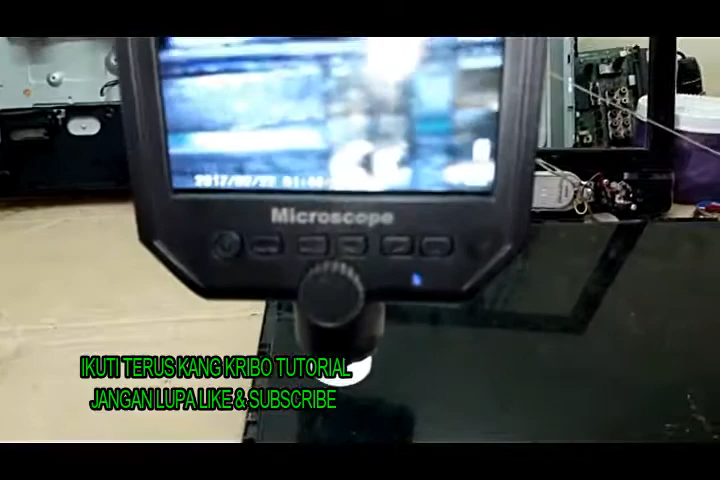 Microscope
IKUTI TERUS KANG KRIBO TUTORIAL
JANGAN LUPA LIKE & SUBSCRIBE